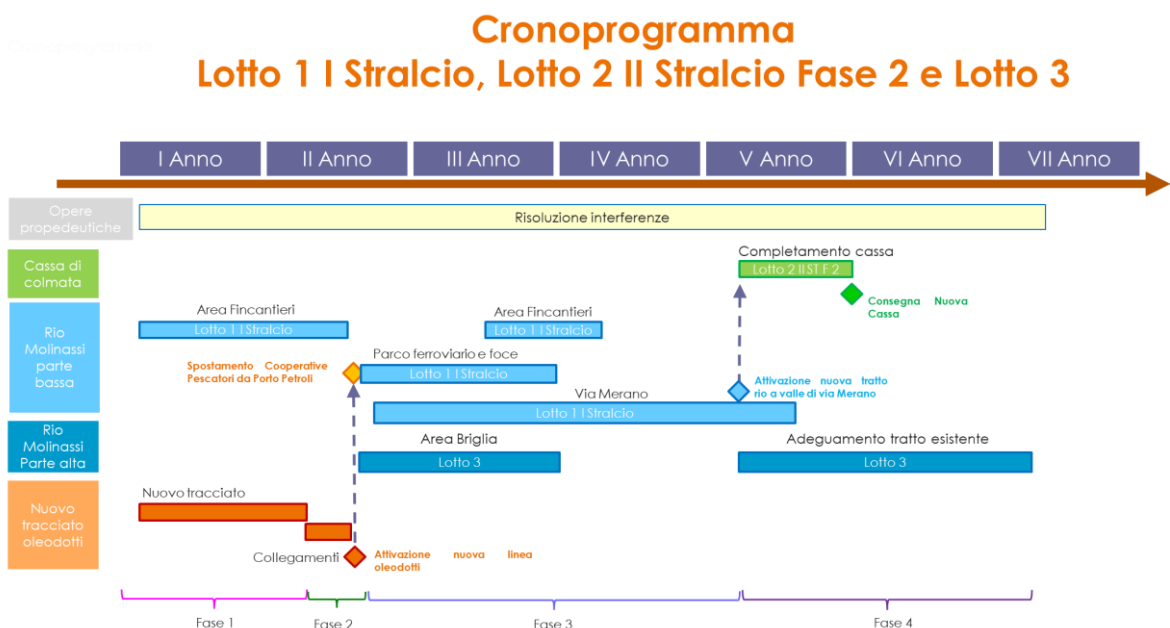 Cronoprogramma
Lotto 1 I Stralcio, Lotto 2 II Stralcio Fase 2 e Lotto 3
I Anno
II Anno
III Anno
IV Anno
V Anno
VI Anno
VII Anno
Opere
propedeutiche
Risoluzione interferenze
Cassa di
colmata
Completamento cassa
Lotto 2 II ST F 2
Consegna Nuova
Cassa
Rio
Molinassi
parte
bassa
Area Fincantieri
Lotto 1 I Stralcio
Area Fincantieri
Lotto 1 I Stralcio
Spostamento Cooperative
Pescatori da Porto Petroli
Parco ferroviario e foce
Lotto 1 I Stralcio
Via Merano
Lotto 1 I Stralcio
Attivazione nuova tratto
rio a valle di via Merano
Rio
Molinassi
Parte alta
Area Briglia
Lotto 3
Adeguamento tratto esistente
Lotto 3
Nuovo
tracciato
oleodotti
Nuovo tracciato
Collegamenti
Attivazione nuova linea
oleodotti
Fase 1
Fase 2
Fase 3
Fase 4